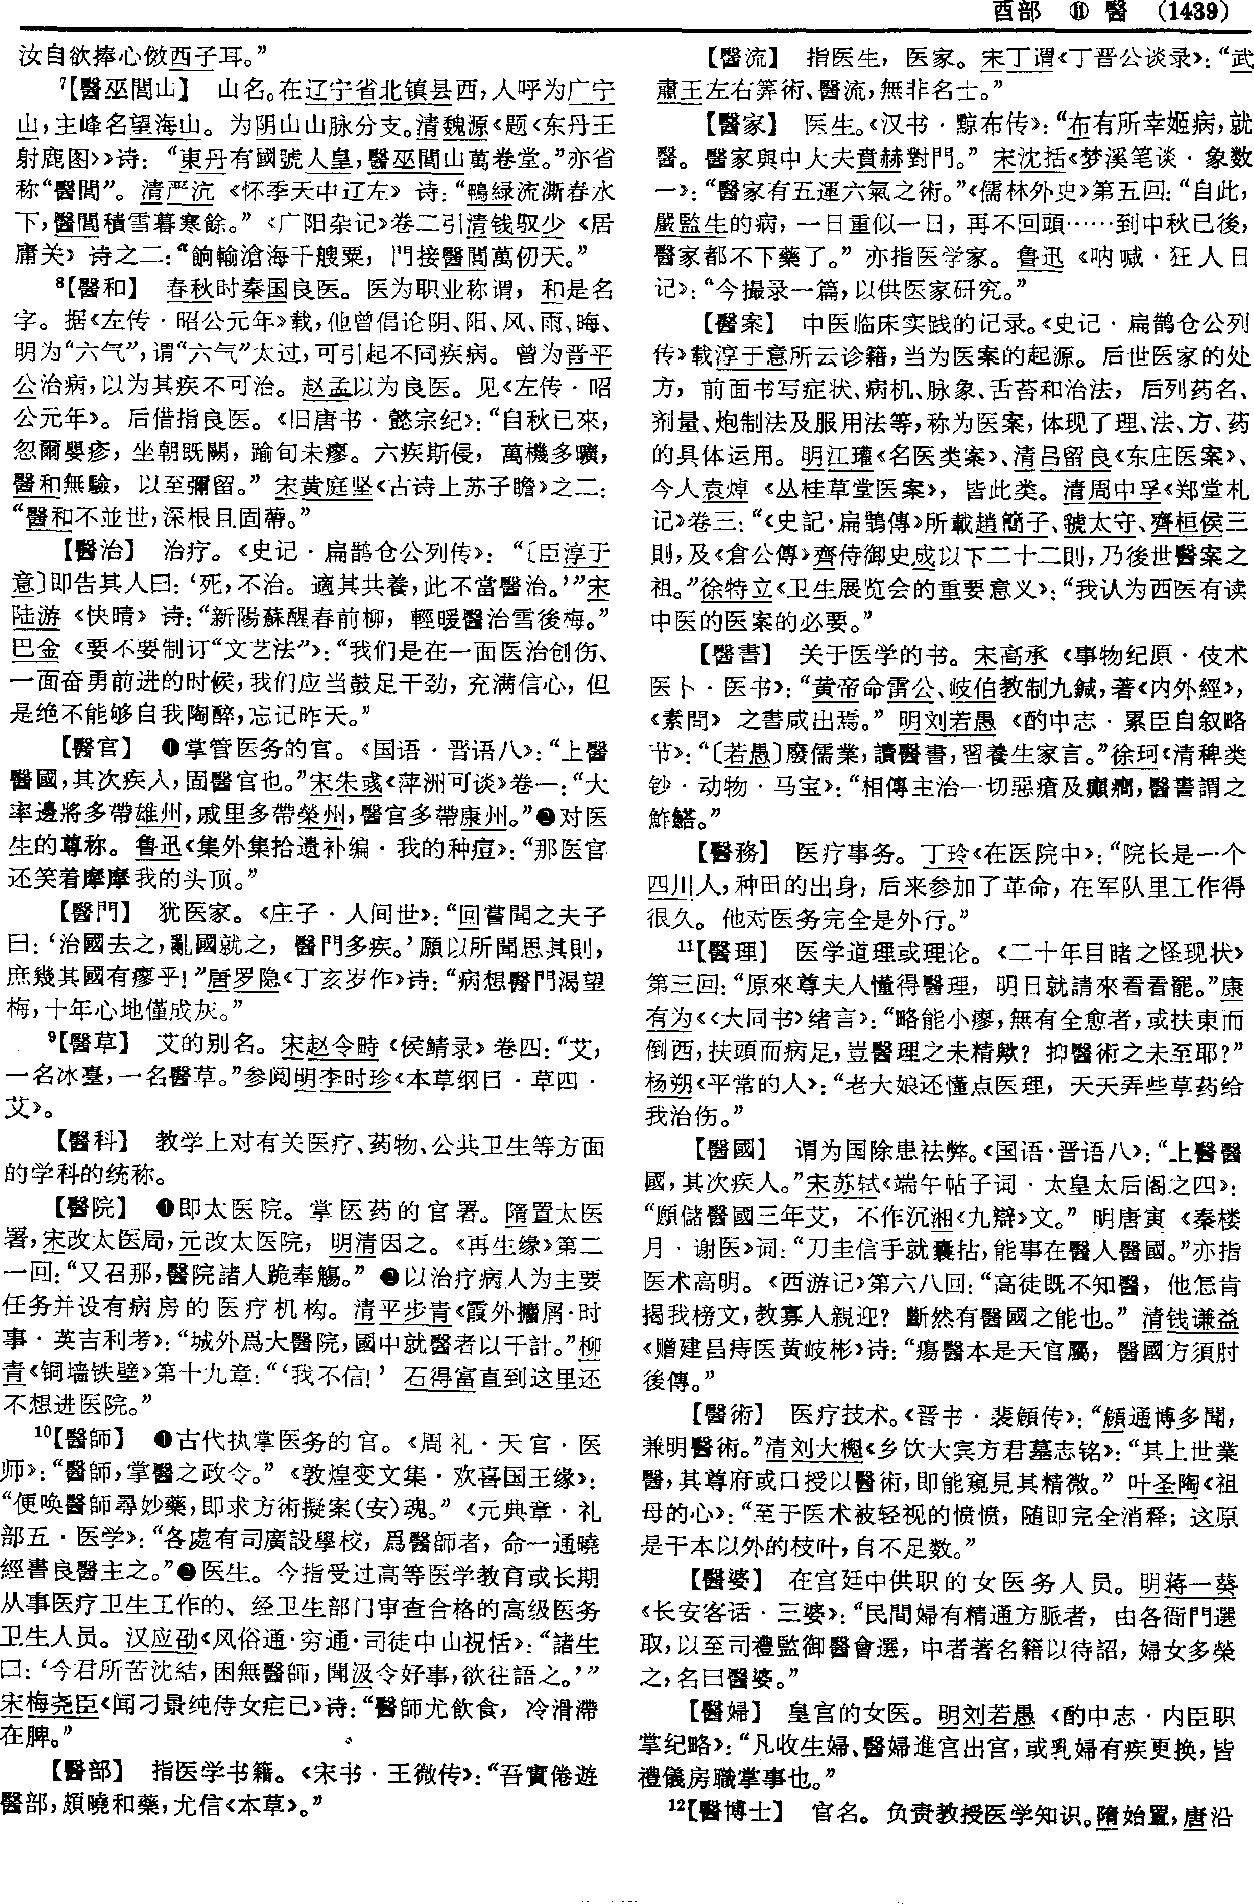 酉部 ⑪ 醫 (1439)
汝自欲捧心倣西子耳。”
7【醫巫閭山】 山名。在辽宁省北镇县西,人呼为广宁
山,主峰名望海山。为阴山山脉分支。清魏源《题〈东丹王
射鹿图〉》诗:“東丹有國號人皇,醫巫閭山萬卷堂。”亦省
称“醫閭”。清严沆《怀季天中辽左》诗:“鴨緑流澌春水
下,醫閭積雪暮寒餘。”《广阳杂记》卷二引清钱驭少《居
庸关》诗之二:“餉輸滄海千艘粟,門接醫閭萬仞天。”
8【醫和】 春秋时秦国良医。医为职业称谓,和是名
字。据《左传·昭公元年》载,他曾倡论阴、阳、风、雨、晦、
明为“六气”,谓“六气”太过,可引起不同疾病。曾为晋平
公治病,以为其疾不可治。赵孟以为良医。见《左传·昭
公元年》。后借指良医。《旧唐书·懿宗纪》:“自秋已來,
忽爾嬰疹,坐朝既闕,踰旬未瘳。六疾斯侵,萬機多曠,
醫和無驗,以至彌留。”宋黄庭坚《古诗上苏子瞻》之二:
“醫和不並世,深根且固蔕。”
【醫治】 治疗。《史记·扁鹊仓公列传》:“〔臣淳于
意〕即告其人曰:‘死,不治。適其共養,此不當醫治。’”宋
陆游《快晴》诗:“新陽蘇醒春前柳,輕暖醫治雪後梅。”
巴金《要不要制订“文艺法”》:“我们是在一面医治创伤、
一面奋勇前进的时候,我们应当鼓足干劲,充满信心,但
是绝不能够自我陶醉,忘记昨天。”
【醫官】 ❶掌管医务的官。《国语·晋语八》:“上醫
醫國,其次疾人,固醫官也。”宋朱彧《萍洲可谈》卷一:“大
率邊將多帶雄州,戚里多帶榮州,醫官多帶康州。”❷对医
生的尊称。鲁迅《集外集拾遗补编·我的种痘》:“那医官
还笑着摩摩我的头顶。”
【醫門】 犹医家。《庄子·人间世》:“回嘗聞之夫子
曰:‘治國去之,亂國就之,醫門多疾。’願以所聞思其則,
庶幾其國有瘳乎!”唐罗隐《丁亥岁作》诗:“病想醫門渴望
梅,十年心地僅成灰。”
9【醫草】 艾的别名。宋赵令畤《侯鲭录》卷四:“艾,
一名冰臺,一名醫草。”参阅明李时珍《本草纲目·草四·
艾》。
【醫科】 教学上对有关医疗、药物、公共卫生等方面
的学科的统称。
【醫院】 ❶即太医院。掌医药的官署。隋置太医
署,宋改太医局,元改太医院,明清因之。《再生缘》第二
一回:“又召那,醫院諸人跪奉觴。”❷以治疗病人为主要
任务并设有病房的医疗机构。清平步青《霞外攟屑·时
事·英吉利考》:“城外爲大醫院,國中就醫者以千計。”柳
青《铜墙铁壁》第十九章:“‘我不信!’石得富直到这里还
不想进医院。”
10【醫師】 ❶古代执掌医务的官。《周礼·天官·医
师》:“醫師,掌醫之政令。”《敦煌变文集·欢喜国王缘》:
“便唤醫師尋妙藥,即求方術擬案(安)魂。”《元典章·礼
部五·医学》:“各處有司廣設學校,爲醫師者,命一通曉
經書良醫主之。”❷医生。今指受过高等医学教育或长期
从事医疗卫生工作的、经卫生部门审查合格的高级医务
卫生人员。汉应劭《风俗通·穷通·司徒中山祝恬》:“諸生
曰:‘今君所苦沈結,困無醫師,聞汲令好事,欲往語之。’”
宋梅尧臣《闻刁景纯侍女疟已》诗:“醫師尤飲食,冷滑滯
在脾。”
【醫部】 指医学书籍。《宋书·王微传》:“吾實倦遊
醫部,頗曉和藥,尤信《本草》。”
【醫流】 指医生,医家。宋丁谓《丁晋公谈录》:“武
肅王左右筭術、醫流,無非名士。”
【醫家】 医生。《汉书·黥布传》:“布有所幸姬病,就
醫。醫家與中大夫賁赫對門。”宋沈括《梦溪笔谈·象数
一》:“醫家有五運六氣之術。”《儒林外史》第五回:“自此,
嚴監生的病,一日重似一日,再不回頭……到中秋已後,
醫家都不下藥了。”亦指医学家。鲁迅《呐喊·狂人日
记》:“今撮录一篇,以供医家研究。”
【醫案】 中医临床实践的记录。《史记·扁鹊仓公列
传》载淳于意所云诊籍,当为医案的起源。后世医家的处
方,前面书写症状、病机、脉象、舌苔和治法,后列药名、
剂量、炮制法及服用法等,称为医案,体现了理、法、方、药
的具体运用。明江瓘《名医类案》、清吕留良《东庄医案》、
今人袁焯《丛桂草堂医案》,皆此类。清周中孚《郑堂札
记》卷三:“《史記·扁鵲傳》所載趙簡子、虢太守、齊桓侯三
則,及《倉公傳》齊侍御史成以下二十二則,乃後世醫案之
祖。”徐特立《卫生展览会的重要意义》:“我认为西医有读
中医的医案的必要。”
【醫書】 关于医学的书。宋高承《事物纪原·伎术
医卜·医书》:“黄帝命雷公、岐伯教制九鍼,著《内外經》,
《素問》之書咸出焉。”明刘若愚《酌中志·累臣自叙略
节》:“〔若愚〕廢儒業,讀醫書,習養生家言。”徐珂《清稗类
钞·动物·马宝》:“相傳主治一切惡瘡及癲癇,醫書謂之
鮓䓫。”
【醫務】 医疗事务。丁玲《在医院中》:“院长是一个
四川人,种田的出身,后来参加了革命,在军队里工作得
很久。他对医务完全是外行。”
11【醫理】 医学道理或理论。《二十年目睹之怪现状》
第三回:“原來尊夫人懂得醫理,明日就請來看看罷。”康
有为《〈大同书〉绪言》:“略能小瘳,無有全愈者,或扶東而
倒西,扶頭而病足,豈醫理之未精歟?抑醫術之未至耶?”
杨朔《平常的人》:“老大娘还懂点医理,天天弄些草药给
我治伤。”
【醫國】 谓为国除患祛弊。《国语·晋语八》:“上醫醫
國,其次疾人。”宋苏轼《端午帖子词·太皇太后阁之四》:
“願儲醫國三年艾,不作沉湘《九辯》文。”明唐寅《秦楼
月·谢医》词:“刀圭信手就囊拈,能事在醫人醫國。”亦指
医术高明。《西游记》第六八回:“高徒既不知醫,他怎肯
揭我榜文,教寡人親迎?斷然有醫國之能也。”清钱谦益
《赠建昌痔医黄岐彬》诗:“瘍醫本是天官屬,醫國方須肘
後傳。”
【醫術】 医疗技术。《晋书·裴頠传》:“頠通博多聞,
兼明醫術。”清刘大櫆《乡饮大宾方君墓志铭》:“其上世業
醫,其尊府或口授以醫術,即能窺見其精微。”叶圣陶《祖
母的心》:“至于医术被轻视的愤愤,随即完全消释;这原
是干本以外的枝叶,自不足数。”
【醫婆】 在宫廷中供职的女医务人员。明蒋一葵
《长安客话·三婆》:“民間婦有精通方脈者,由各衙門選
取,以至司禮監御醫會選,中者著名籍以待詔,婦女多榮
之,名曰醫婆。”
【醫婦】 皇宫的女医。明刘若愚《酌中志·内臣职
掌纪略》:“凡收生婦、醫婦進宫出宫,或乳婦有疾更换,皆
禮儀房職掌事也。”
12【醫博士】 官名。负责教授医学知识。隋始置,唐沿